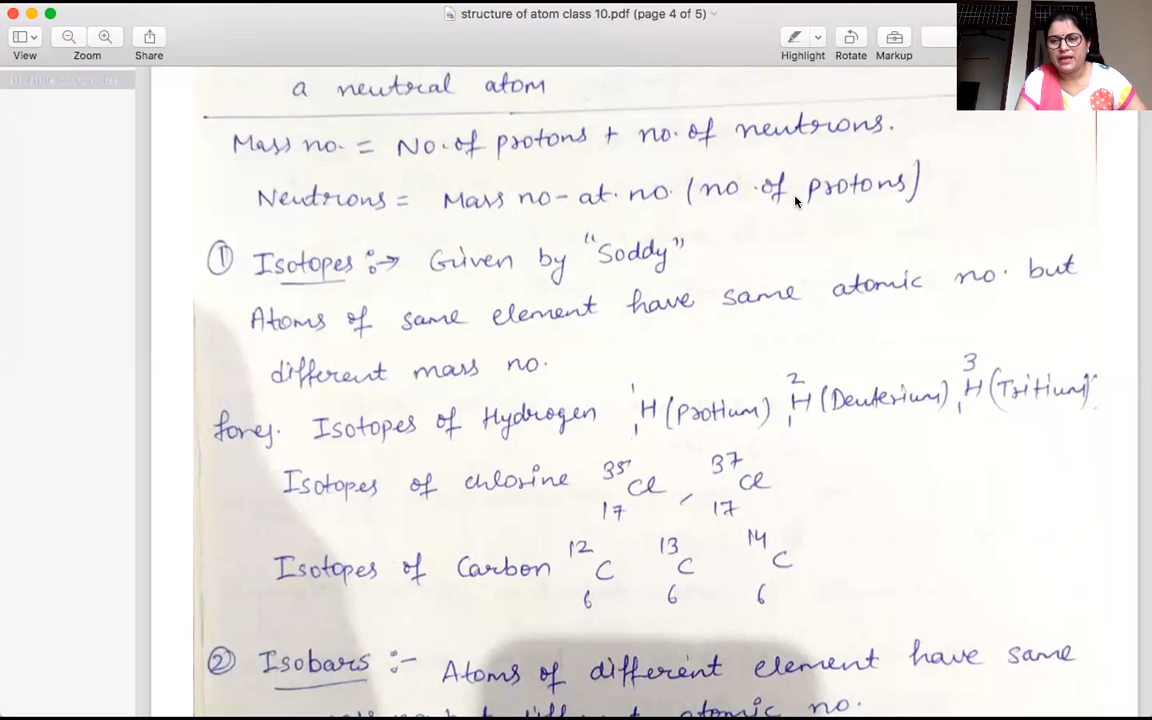 structure of atom class 10.pdf (page 4 of 5)
View Zoom Share Highlight Rotate Markup
a neutral atom
Mass no. = No. of protons + no. of neutrons.
Neutrons = Mass no - at. no. (no. of protons)
① Isotopes :→ Given by "Soddy"
Atoms of same element have same atomic no. but
different mass no.
foreg. Isotopes of Hydrogen ¹₁H (Protium) ²₁H (Deuterium) ³₁H (Tritium)
Isotopes of chlorine ³⁵₁₇Cl, ³⁷₁₇Cl
Isotopes of Carbon ¹²₆C ¹³₆C ¹⁴₆C
② Isobars :- Atoms of different element have same
atomic no.